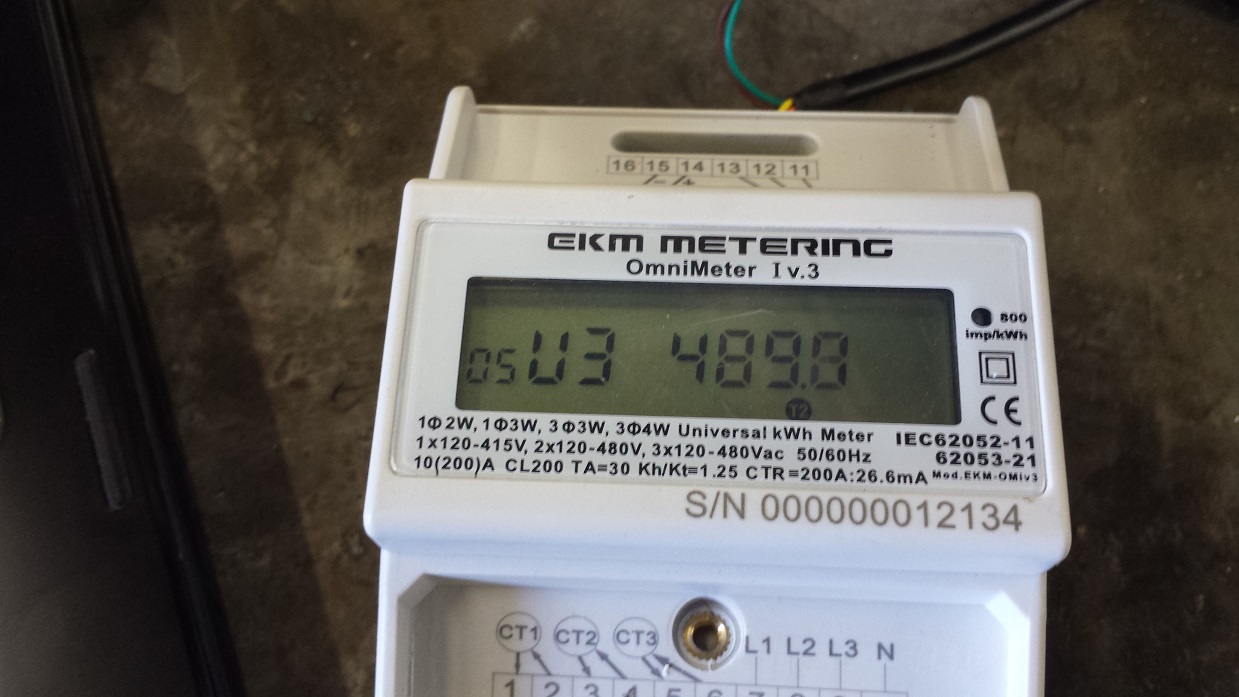 16 15 14 13 12 11
EKM METERING
OmniMeter I v.3
800
imp/kWh
05 U3 489.8
T2
CE
1Φ2W, 1Φ3W, 3Φ3W, 3Φ4W Universal kWh Meter IEC62052-11
1x120-415V, 2x120-480V, 3x120-480Vac 50/60Hz 62053-21
10(200)A CL200 TA=30 Kh/Kt=1.25 CTR=200A:26.6mA Mod.EKM-OMIv3
S/N 000000012134
CT1 CT2 CT3 L1 L2 L3 N
1 2 3 4 5 6 7